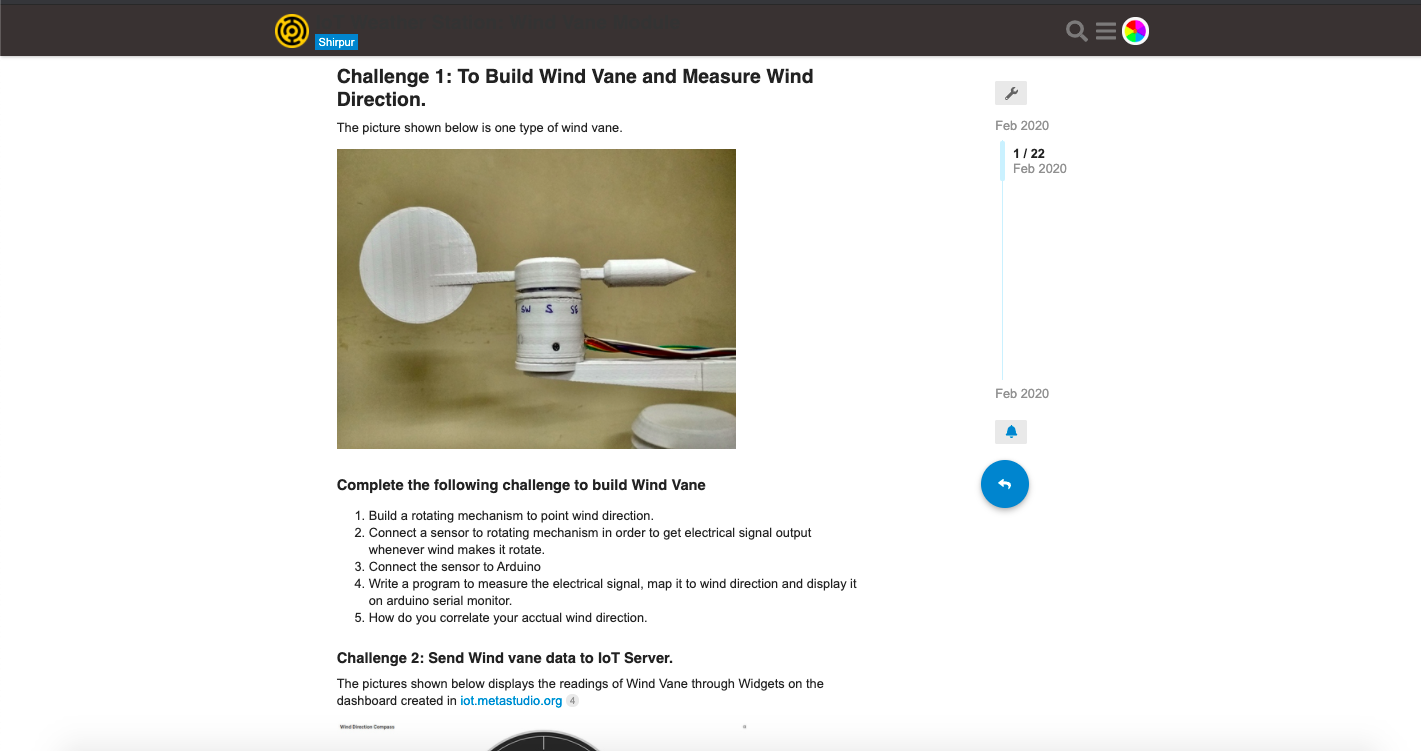 Shirpur
Challenge 1: To Build Wind Vane and Measure Wind
Direction.
The picture shown below is one type of wind vane.
SW S SE
Complete the following challenge to build Wind Vane
1. Build a rotating mechanism to point wind direction.
2. Connect a sensor to rotating mechanism in order to get electrical signal output
whenever wind makes it rotate.
3. Connect the sensor to Arduino
4. Write a program to measure the electrical signal, map it to wind direction and display it
on arduino serial monitor.
5. How do you correlate your acctual wind direction.
Challenge 2: Send Wind vane data to IoT Server.
The pictures shown below displays the readings of Wind Vane through Widgets on the
dashboard created in iot.metastudio.org 4
Wind Direction Compass
Feb 2020
1 / 22
Feb 2020
Feb 2020